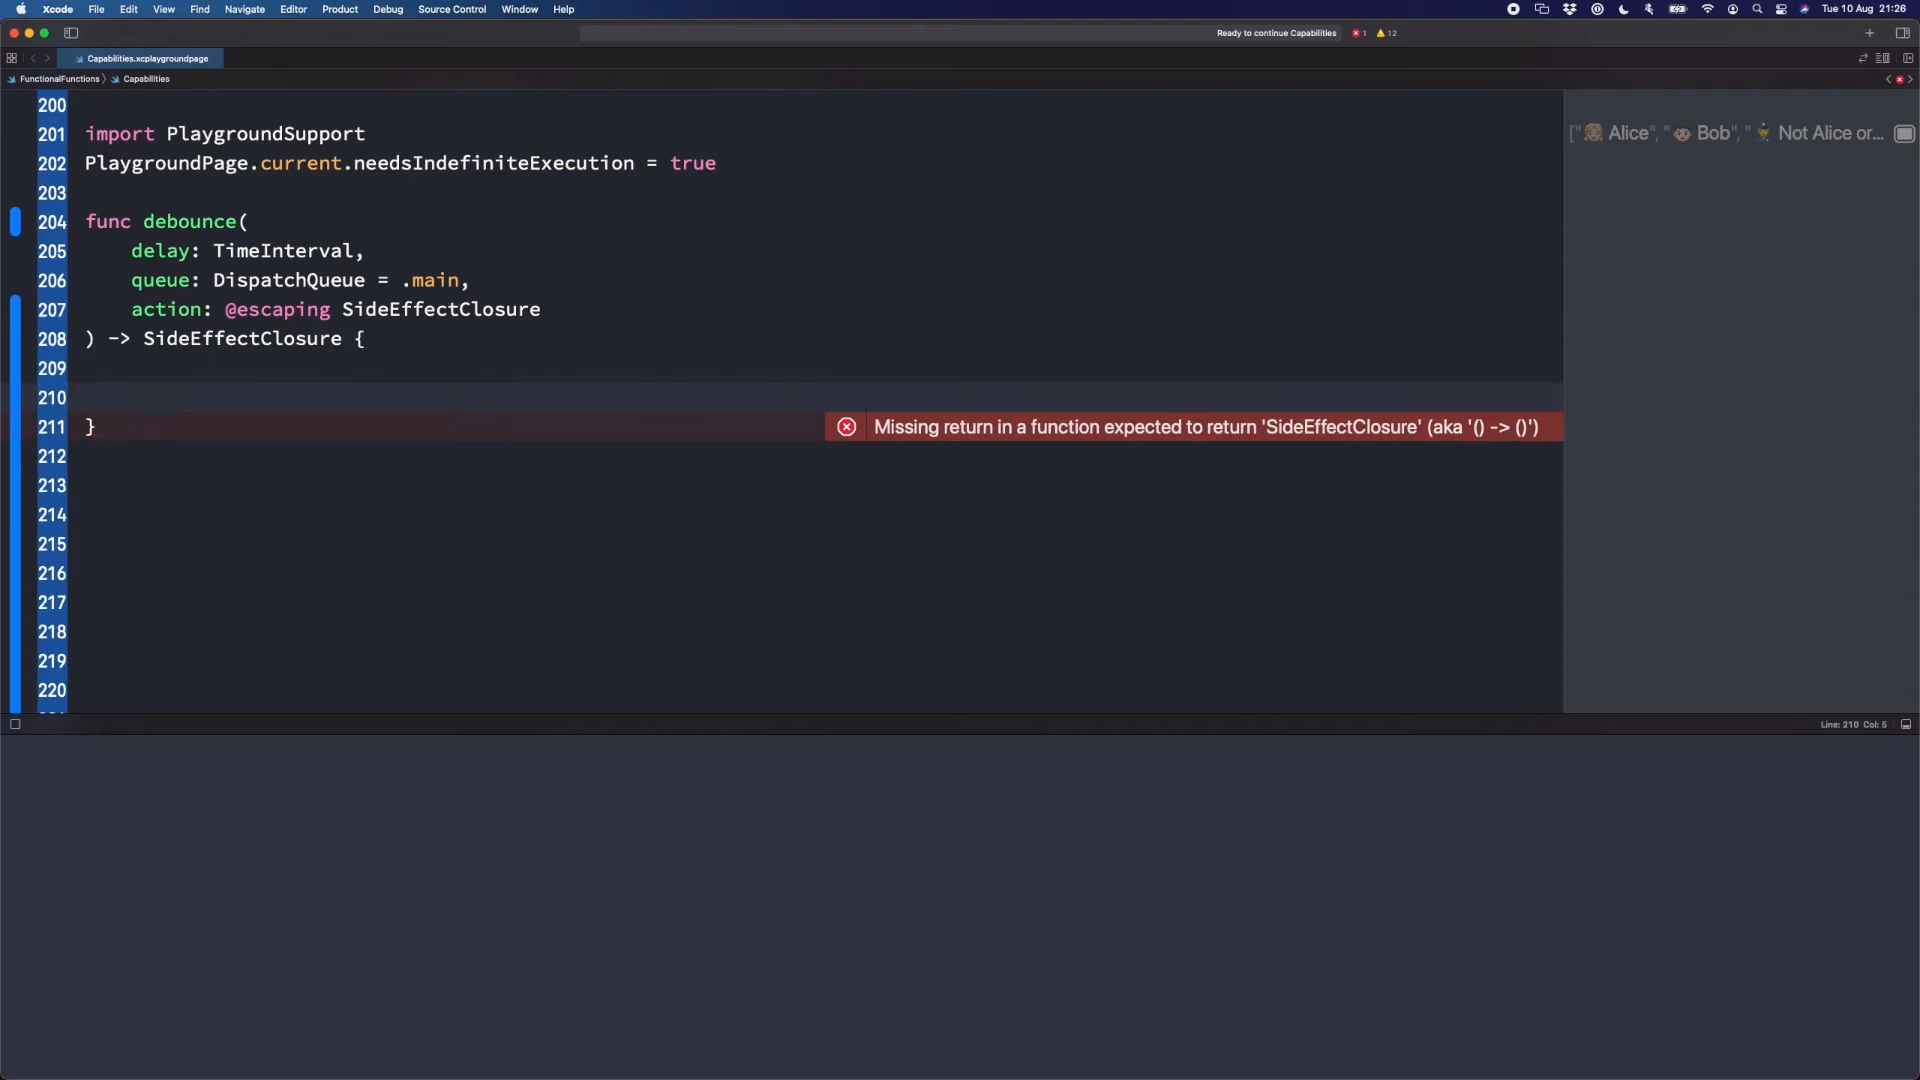 Xcode File Edit View Find Navigate Editor Product Debug Source Control Window Help Tue 10 Aug 21:26
Ready to continue Capabilities 1 12
Capabilities.xcplaygroundpage
FunctionalFunctions Capabilities
200
201 import PlaygroundSupport
["👧🏽 Alice", "👦🏽 Bob", "👮🏽 Not Alice or...
202 PlaygroundPage.current.needsIndefiniteExecution = true
203
204 func debounce(
205 delay: TimeInterval,
206 queue: DispatchQueue = .main,
207 action: @escaping SideEffectClosure
208 ) -> SideEffectClosure {
209
210
211 } Missing return in a function expected to return 'SideEffectClosure' (aka '() -> ()')
212
213
214
215
216
217
218
219
220
Line: 210 Col: 5